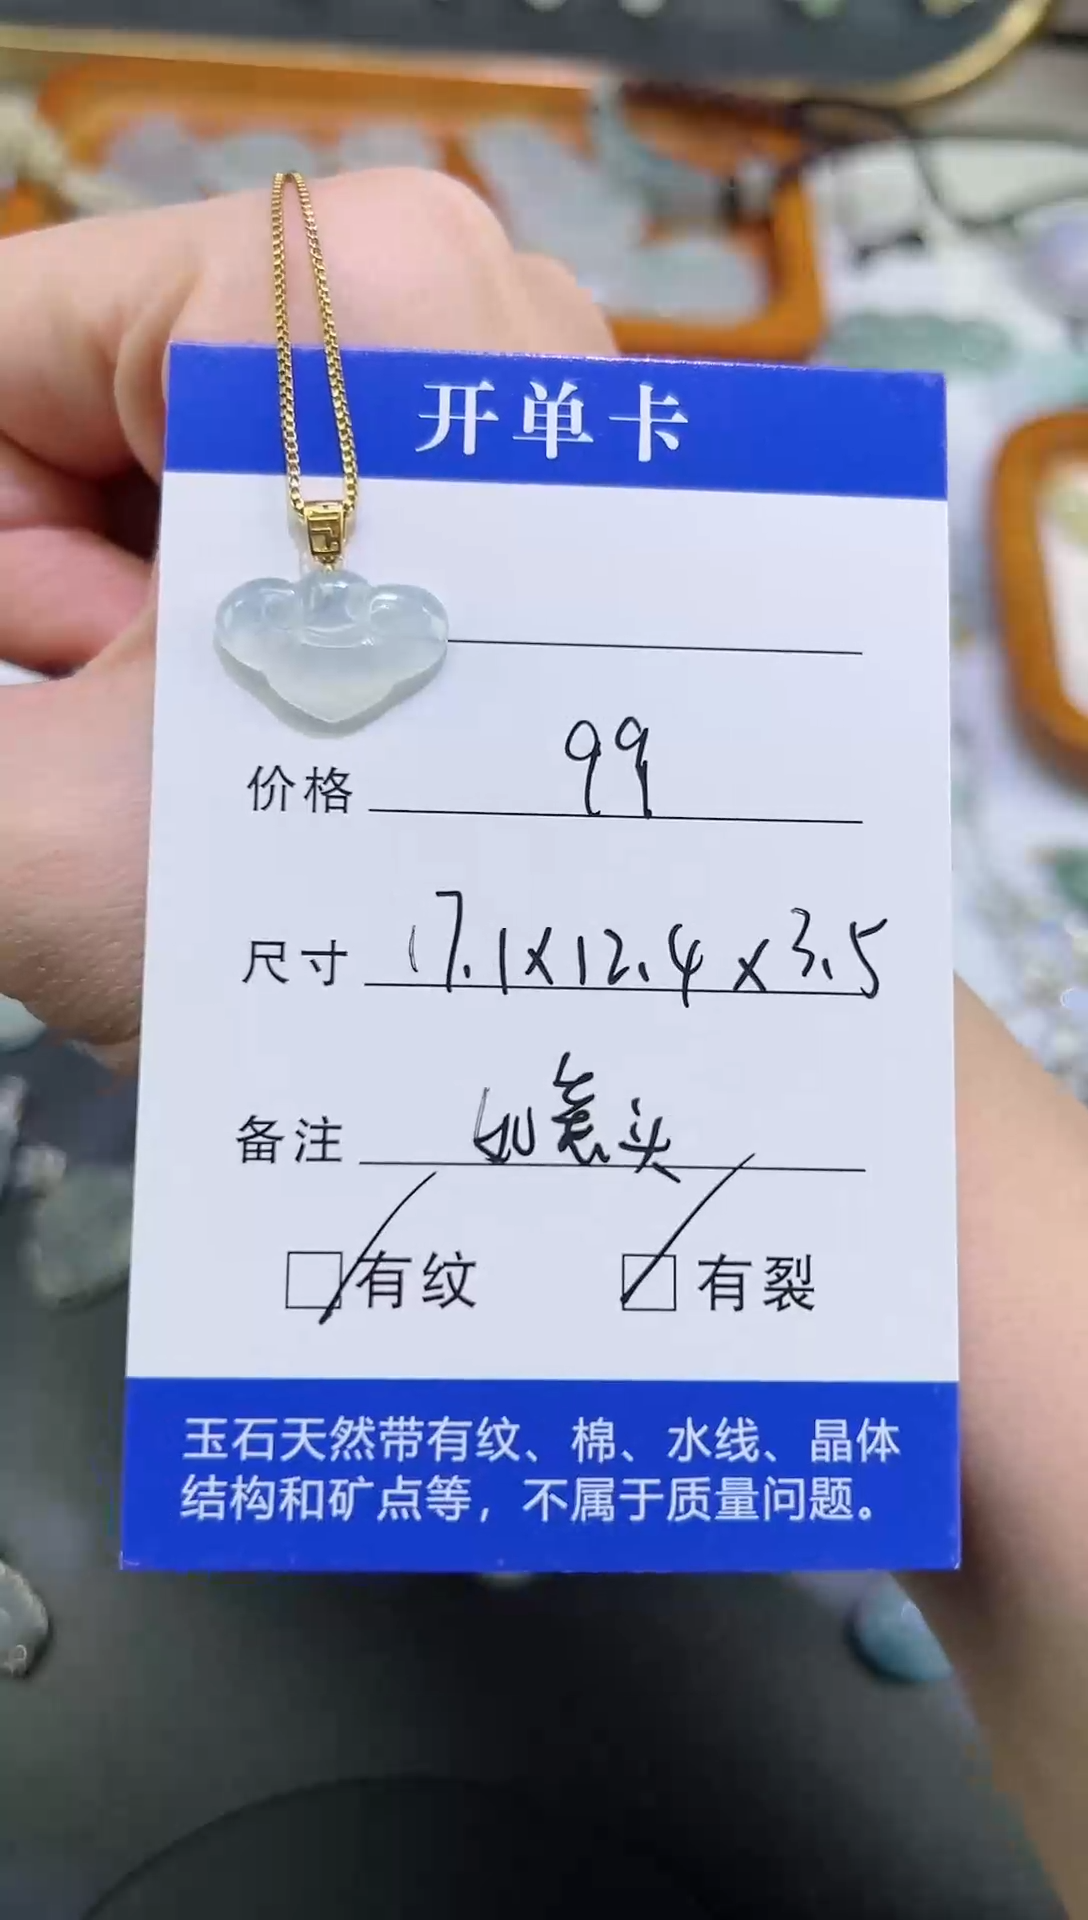 开单卡
价格 99
尺寸 17.1x12.4x3.5
备注 如意头
有纹 有裂
玉石天然带有纹、棉、水线、晶体
结构和矿点等，不属于质量问题。